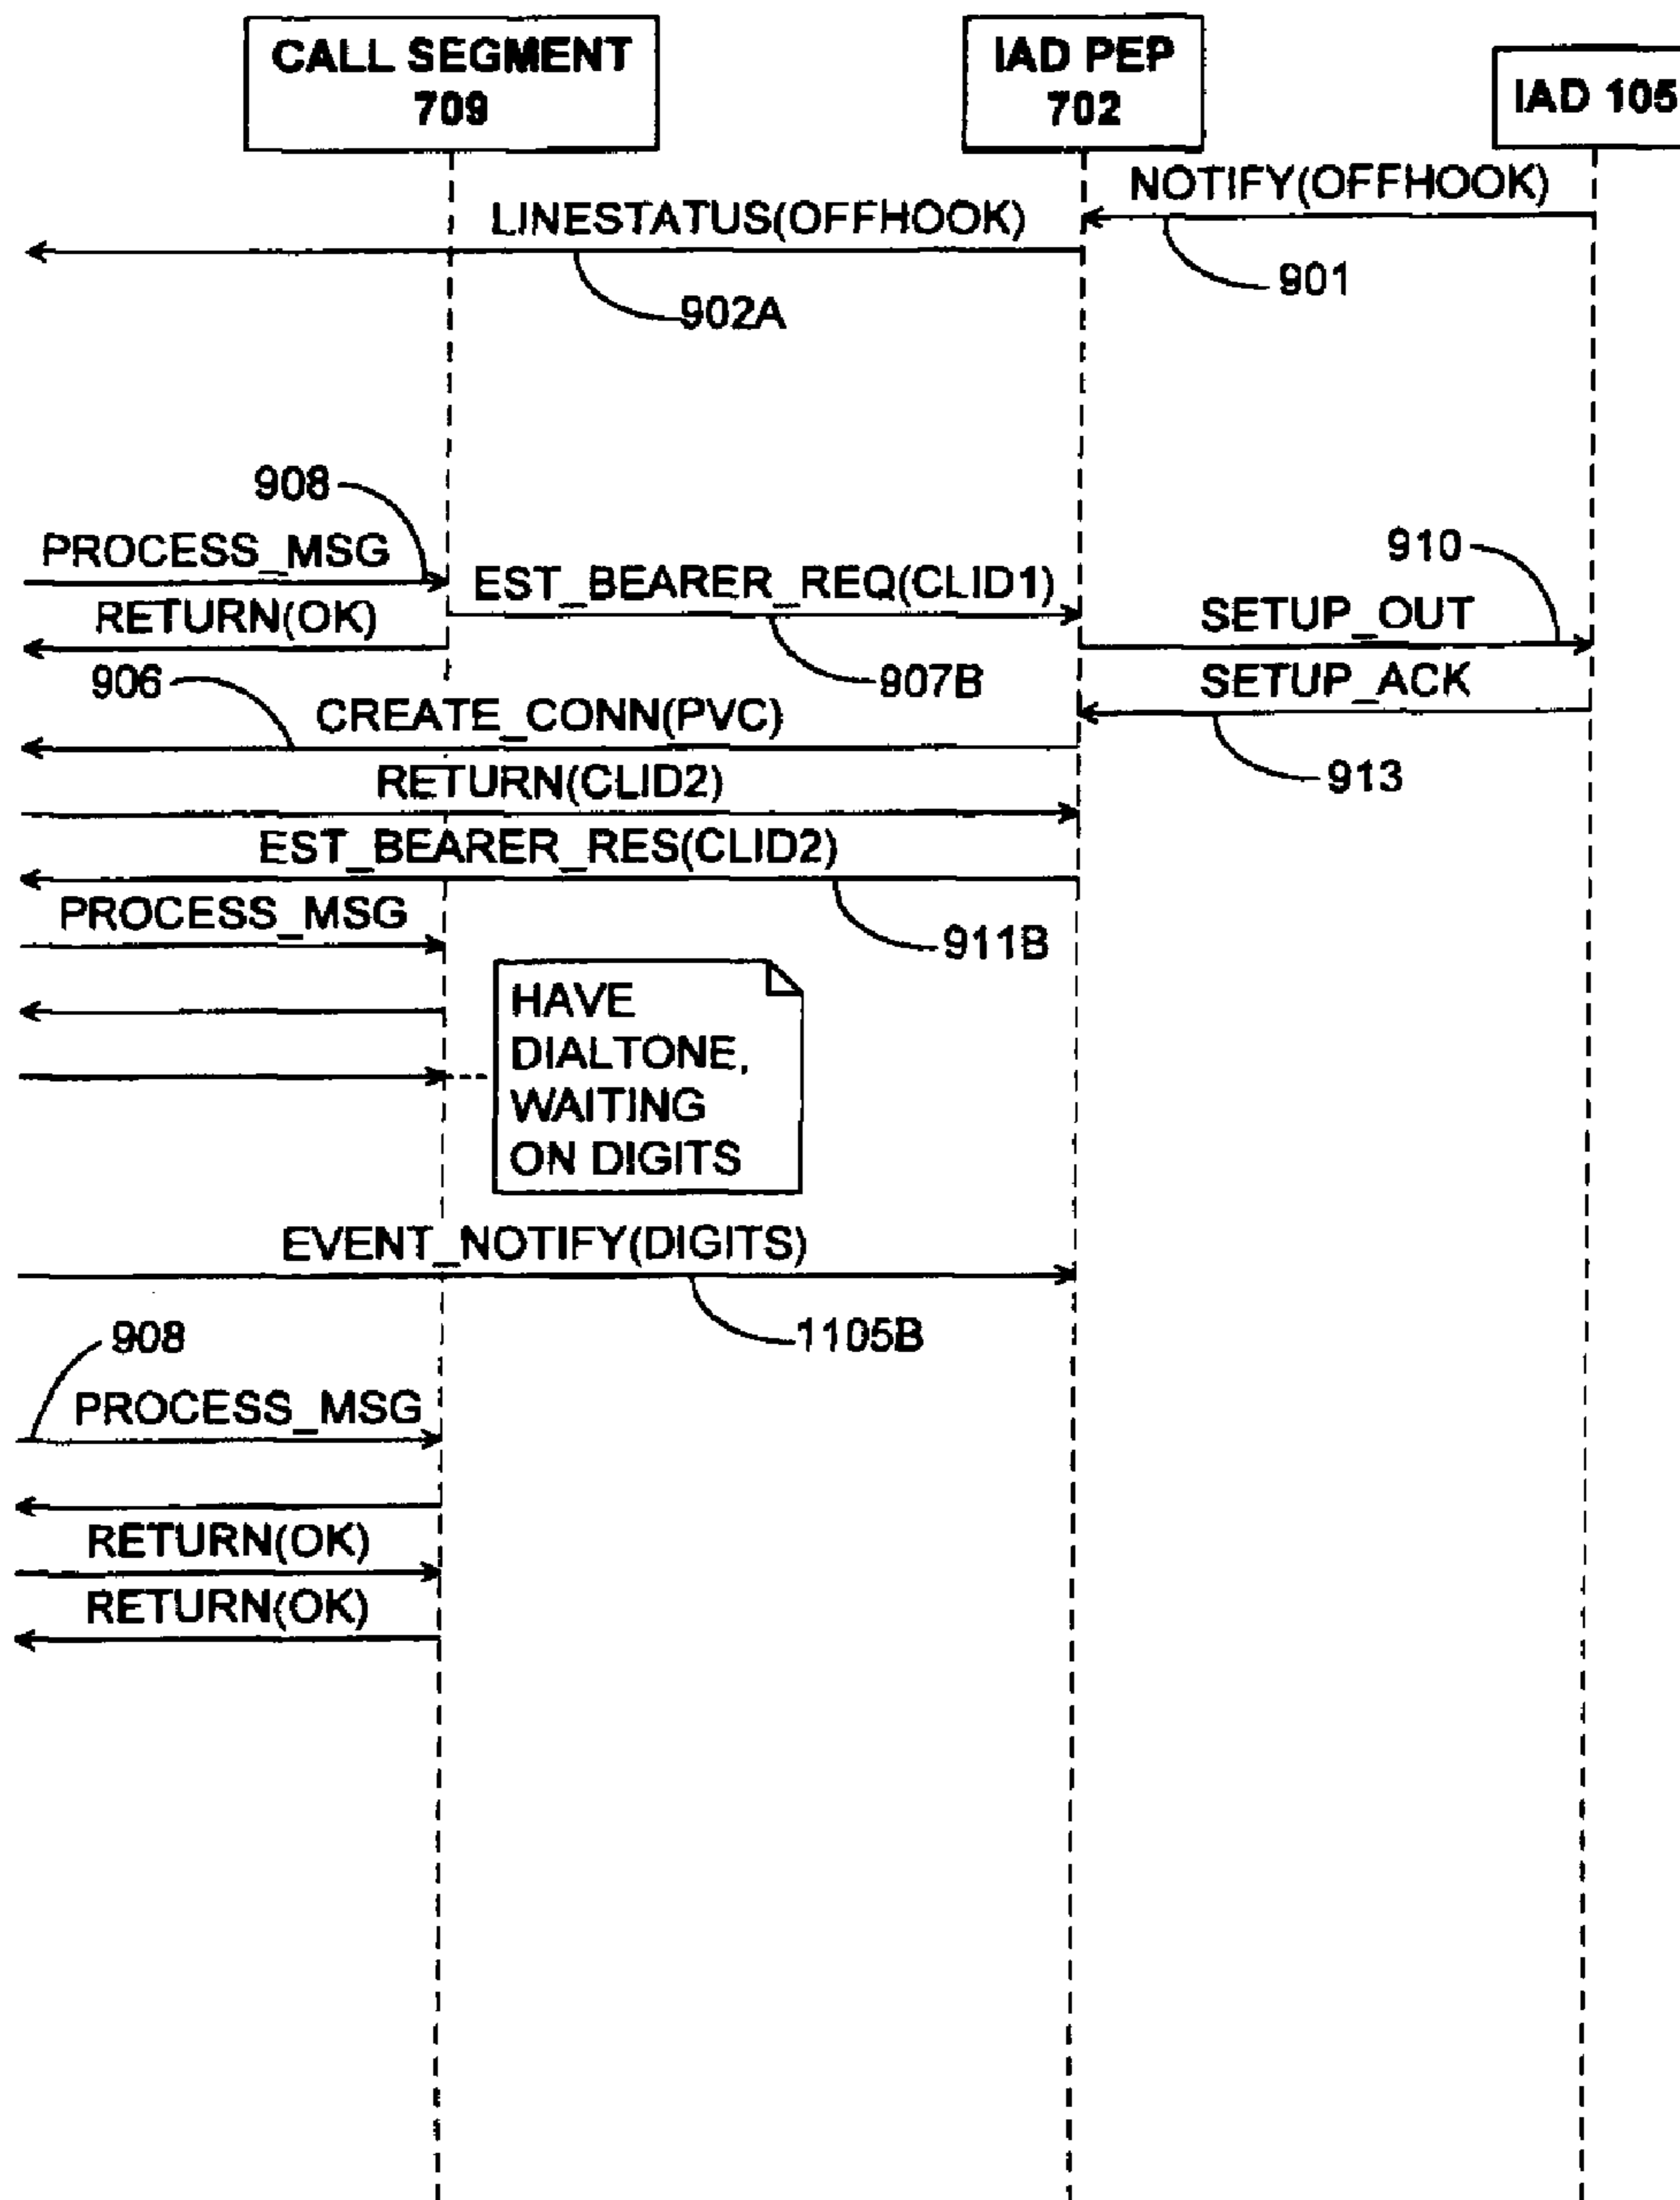 CALL SEGMENT
709
IAD PEP
702
IAD 105
NOTIFY(OFFHOOK)
LINESTATUS(OFFHOOK)
901
902A
908
PROCESS_MSG
EST_BEARER_REQ(CLID1)
910
RETURN(OK)
SETUP_OUT
906
907B
SETUP_ACK
CREATE_CONN(PVC)
913
RETURN(CLID2)
EST_BEARER_RES(CLID2)
PROCESS_MSG
911B
HAVE
DIALTONE,
WAITING
ON DIGITS
EVENT_NOTIFY(DIGITS)
908
1105B
PROCESS_MSG
RETURN(OK)
RETURN(OK)